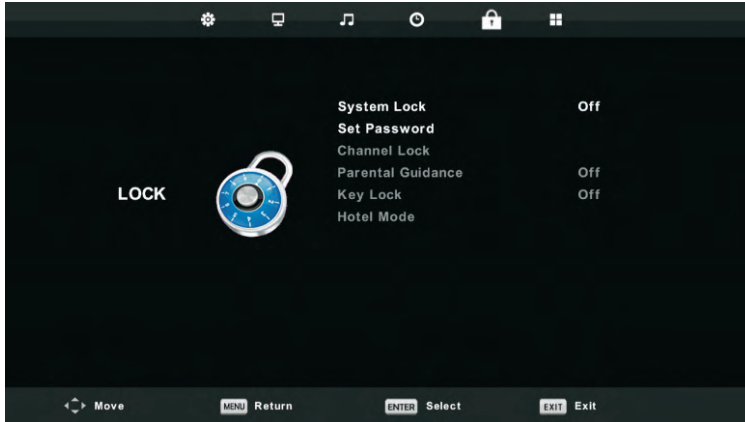 System Lock Off
Set Password
Channel Lock
Parental Guidance Off
LOCK
Key Lock Off
Hotel Mode
Move MENU Return ENTER Select EXIT Exit